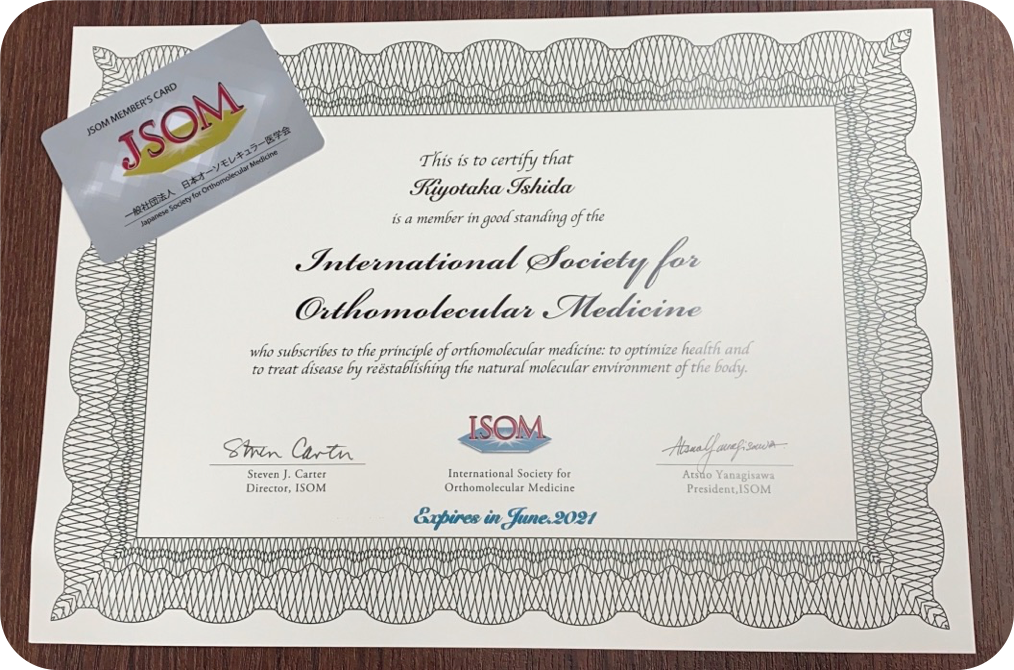 JSOM MEMBER'S CARD
JSOM
一般社団法人 日本オーソモレキュラー医学会
Japanese Society for Orthomolecular Medicine
This is to certify that
Kiyotaka Ishida
is a member in good standing of the
International Society for
Orthomolecular Medicine
who subscribes to the principle of orthomolecular medicine: to optimize health and
to treat disease by reëstablishing the natural molecular environment of the body.
Steven Carter
Steven J. Carter
Director, ISOM
ISOM
International Society for
Orthomolecular Medicine
Atsuo Yanagisawa
Atsuo Yanagisawa
President,ISOM
Expires in June.2021